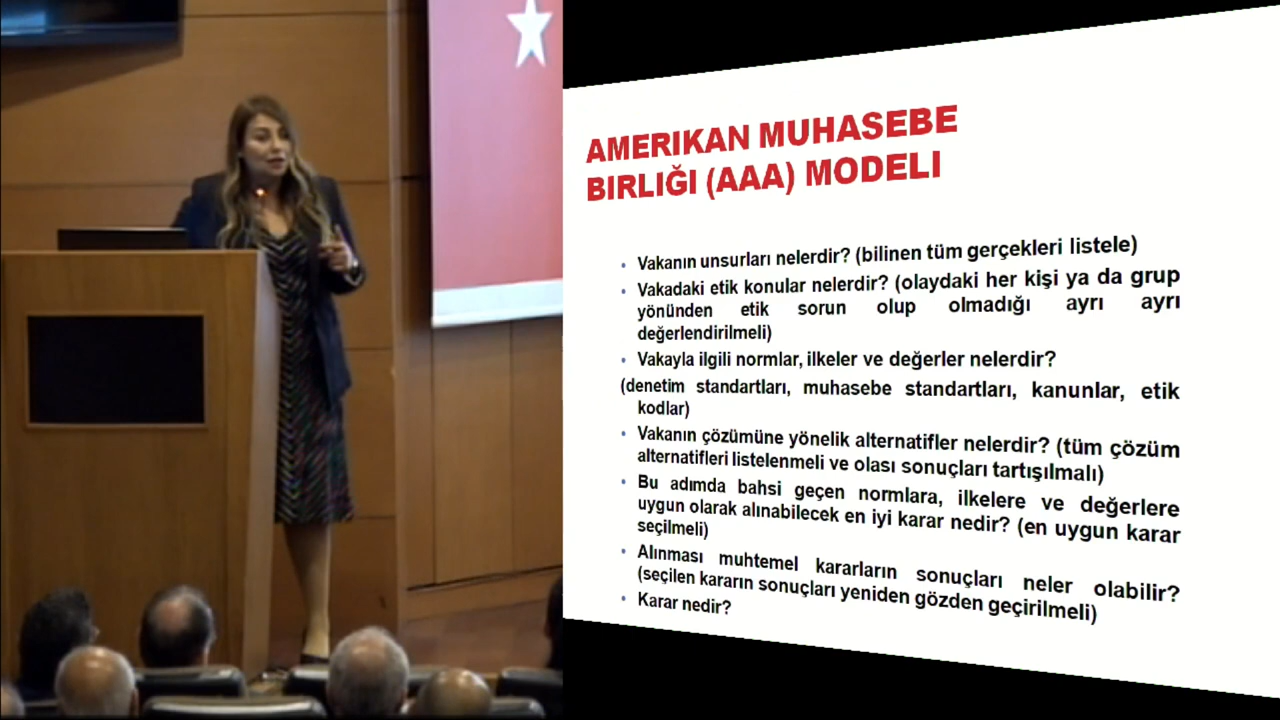 AMERIKAN MUHASEBE
BIRLIĞI (AAA) MODELI
• Vakanın unsurları nelerdir? (bilinen tüm gerçekleri listele)
• Vakadaki etik konular nelerdir? (olaydaki her kişi ya da grup
yönünden etik sorun olup olmadığı ayrı ayrı
değerlendirilmeli)
• Vakayla ilgili normlar, ilkeler ve değerler nelerdir?
(denetim standartları, muhasebe standartları, kanunlar, etik
kodlar)
• Vakanın çözümüne yönelik alternatifler nelerdir? (tüm çözüm
alternatifleri listelenmeli ve olası sonuçları tartışılmalı)
• Bu adımda bahsi geçen normlara, ilkelere ve değerlere
uygun olarak alınabilecek en iyi karar nedir? (en uygun karar
seçilmeli)
• Alınması muhtemel kararların sonuçları neler olabilir?
(seçilen kararın sonuçları yeniden gözden geçirilmeli)
• Karar nedir?